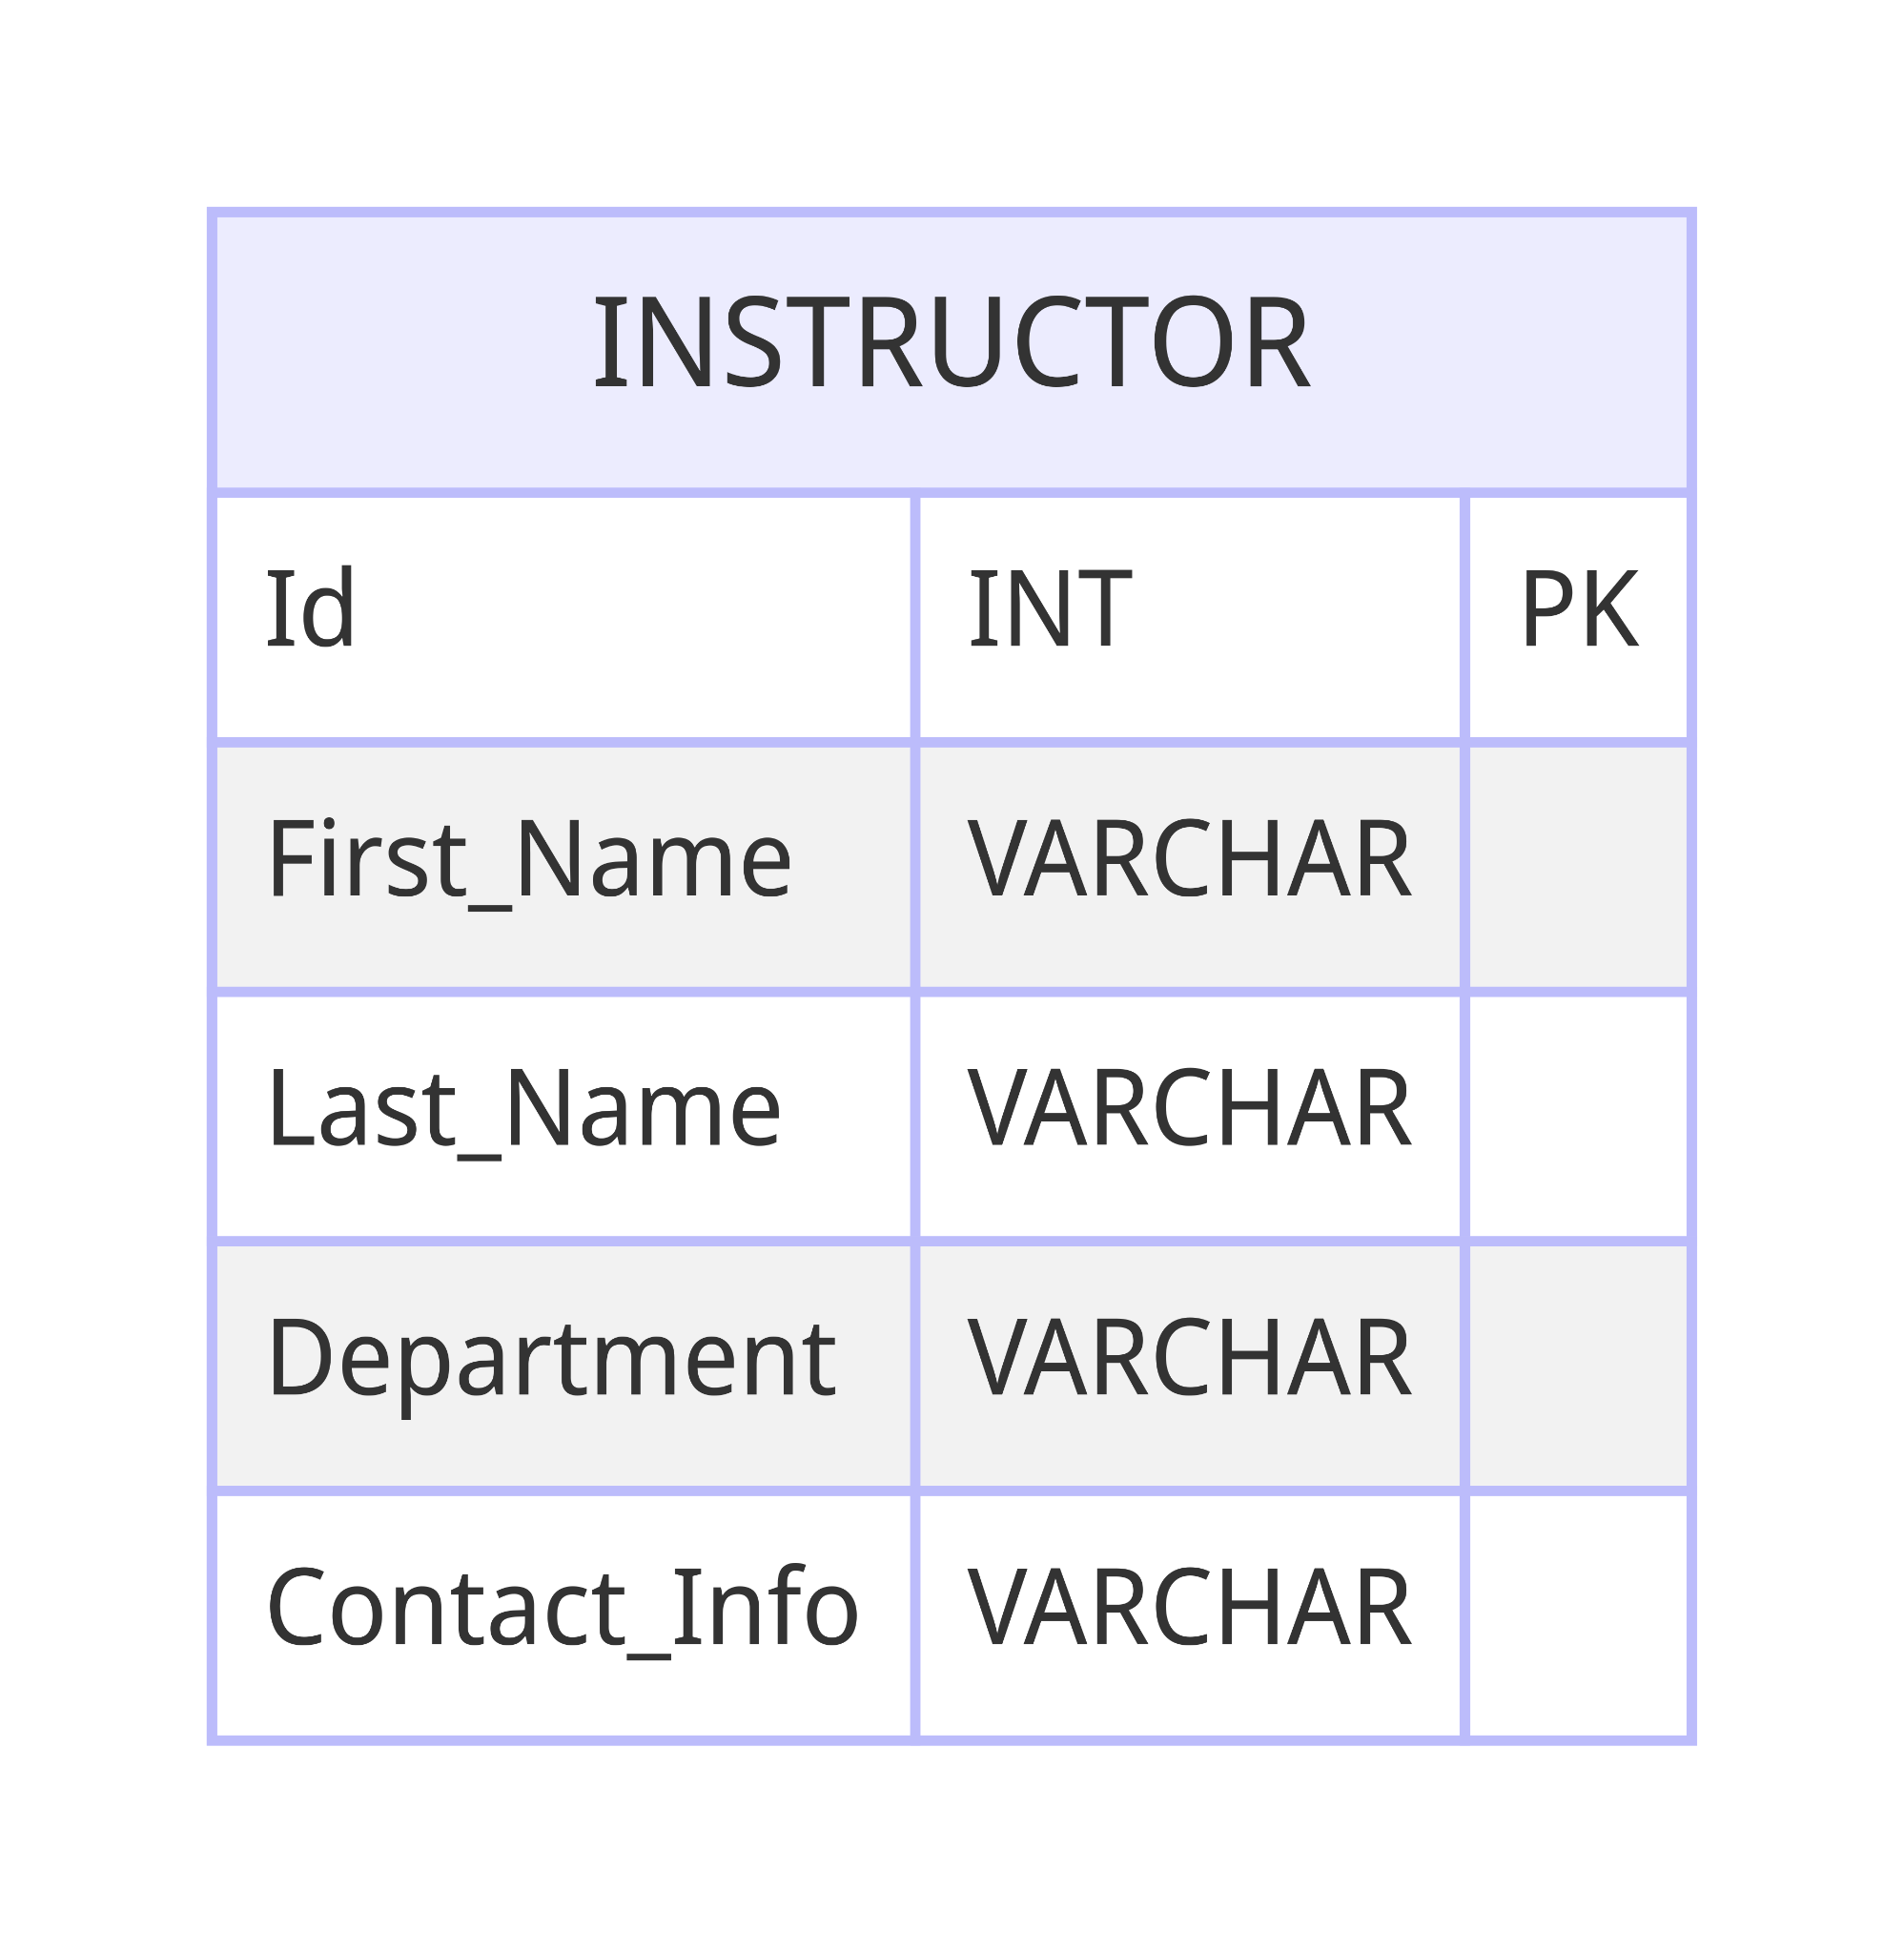 INSTRUCTOR
Id INT PK
First_Name VARCHAR
Last_Name VARCHAR
Department VARCHAR
Contact_Info VARCHAR